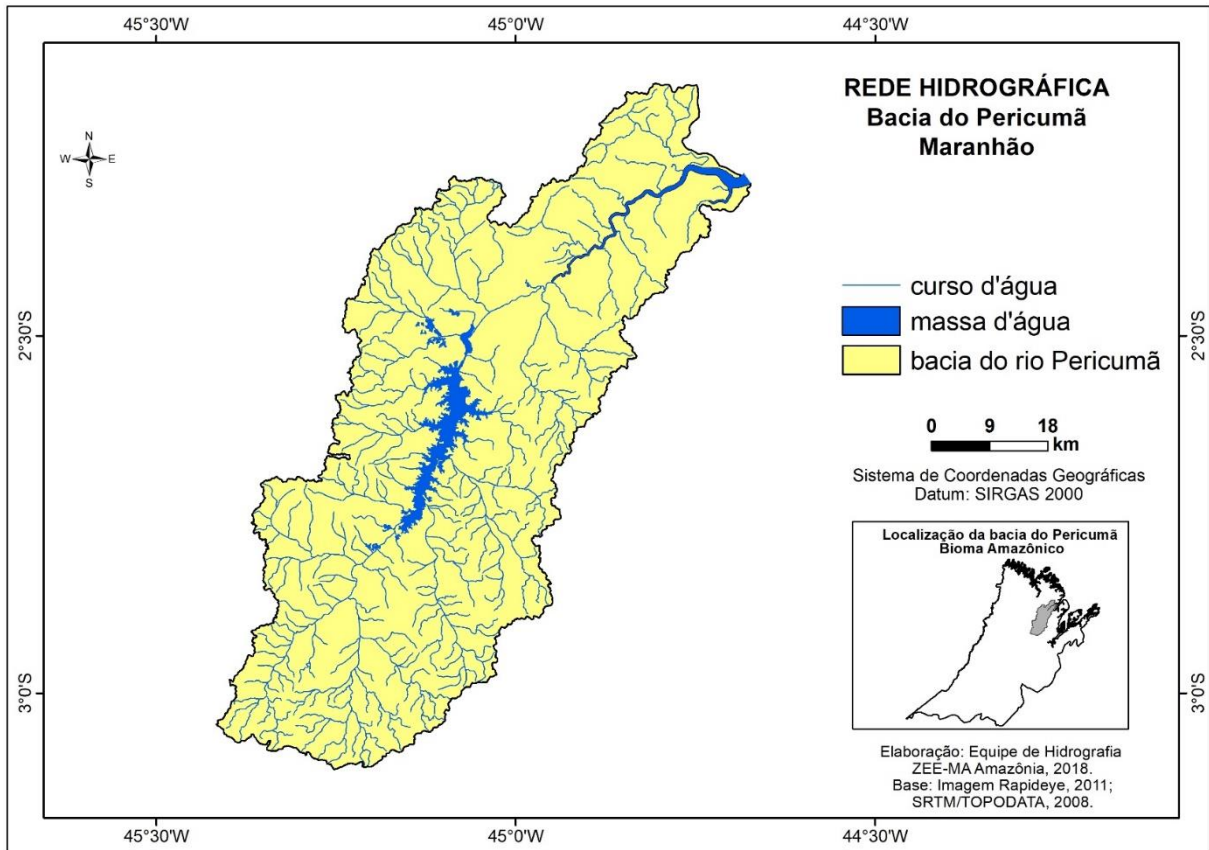 45°30'W 45°0'W 44°30'W
REDE HIDROGRÁFICA
Bacia do Pericumã
Maranhão
N
W E
S
curso d'água
massa d'água
bacia do rio Pericumã
2°30'S 2°30'S
0 9 18
km
Sistema de Coordenadas Geográficas
Datum: SIRGAS 2000
Localização da bacia do Pericumã
Bioma Amazônico
3°0'S 3°0'S
Elaboração: Equipe de Hidrografia
ZEE-MA Amazônia, 2018.
Base: Imagem Rapideye, 2011;
SRTM/TOPODATA, 2008.
45°30'W 45°0'W 44°30'W